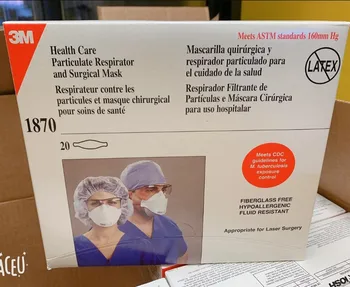 3M
Meets ASTM standards 160mm Hg
Health Care
Particulate Respirator
and Surgical Mask
Respirateur contre les
particules et masque chirurgical
pour soins de santé
Mascarilla quirúrgica y
respirador particulado para
el cuidado de la salud
Respirador Filtrante de
Partículas e Máscara Cirúrgica
para uso hospitalar
LATEX
1870
20
Meets CDC
guidelines for
M. tuberculosis
exposure
control
FIBERGLASS FREE
HYPOALLERGENIC
FLUID RESISTANT
Appropriate for Laser Surgery